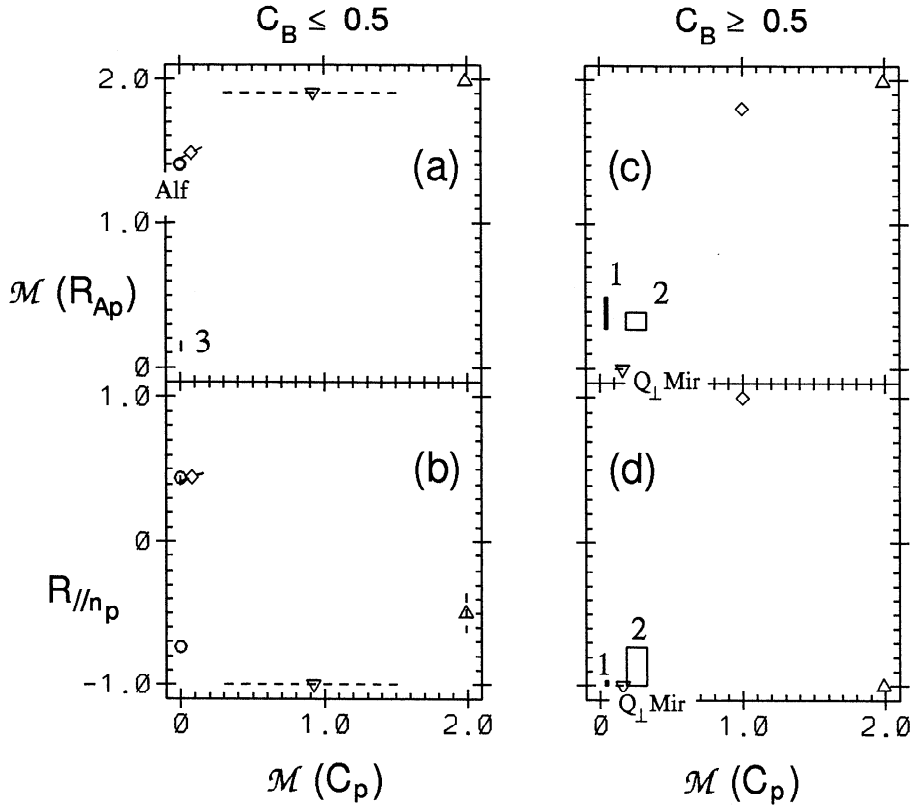 C_B ≤ 0.5
C_B ≥ 0.5
2.0
(a)
(c)
Alf
1.0
1
2
ℳ (R_Ap)
3
0
Q⊥Mir
1.0
(b)
(d)
0
R_//n_p
2
1
-1.0
Q⊥Mir
0 1.0 2.0
0 1.0 2.0
ℳ (C_p)
ℳ (C_p)